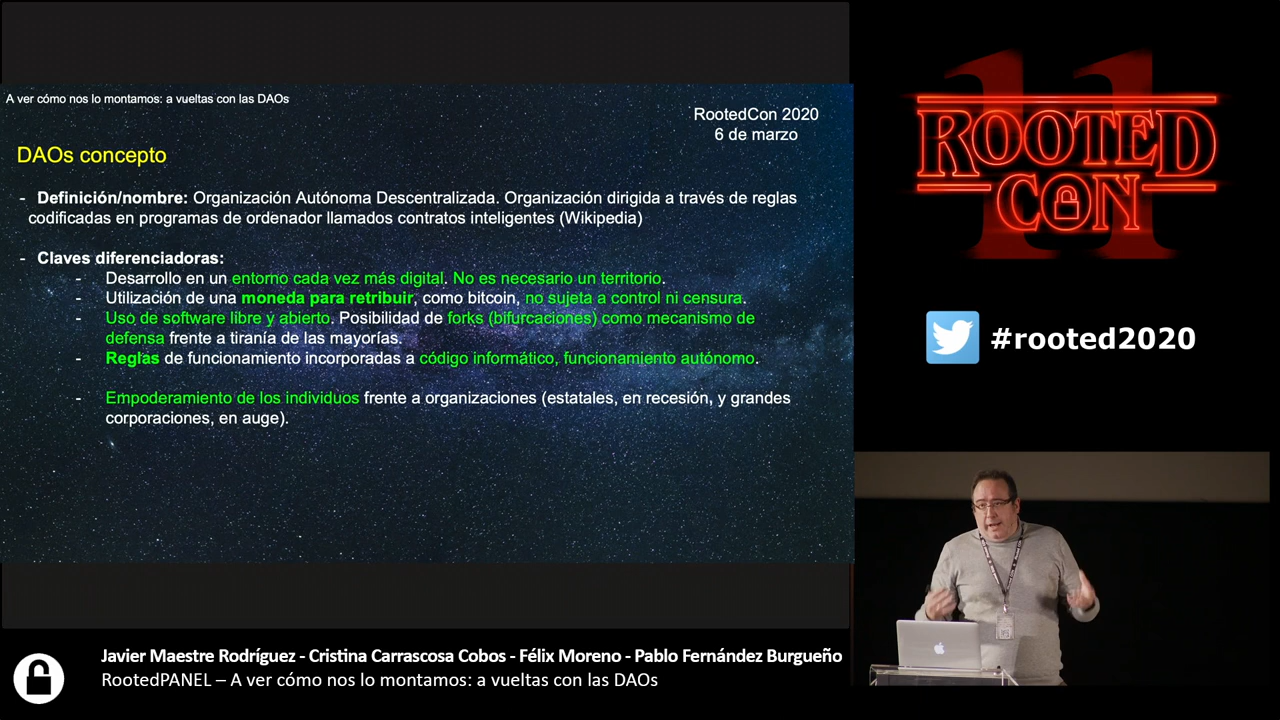 A ver cómo nos lo montamos: a vueltas con las DAOs
RootedCon 2020
6 de marzo
DAOs concepto
- Definición/nombre: Organización Autónoma Descentralizada. Organización dirigida a través de reglas
codificadas en programas de ordenador llamados contratos inteligentes (Wikipedia)
- Claves diferenciadoras:
- Desarrollo en un entorno cada vez más digital. No es necesario un territorio.
- Utilización de una moneda para retribuir, como bitcoin, no sujeta a control ni censura.
- Uso de software libre y abierto. Posibilidad de forks (bifurcaciones) como mecanismo de
defensa frente a tiranía de las mayorías.
- Reglas de funcionamiento incorporadas a código informático, funcionamiento autónomo.
- Empoderamiento de los individuos frente a organizaciones (estatales, en recesión, y grandes
corporaciones, en auge).
11
ROOTED
CON
#rooted2020
Javier Maestre Rodríguez - Cristina Carrascosa Cobos - Félix Moreno - Pablo Fernández Burgueño
RootedPANEL – A ver cómo nos lo montamos: a vueltas con las DAOs